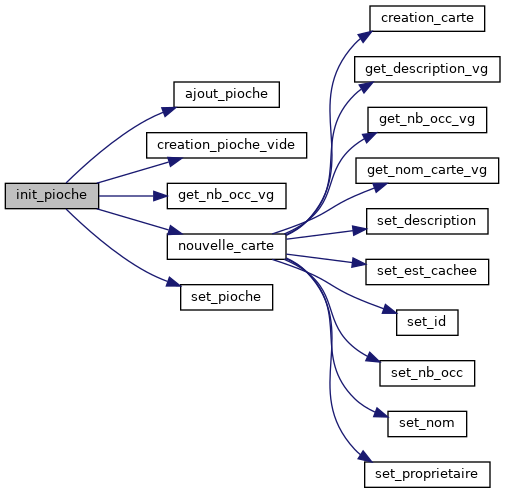 init_pioche
ajout_pioche
creation_pioche_vide
get_nb_occ_vg
nouvelle_carte
set_pioche
creation_carte
get_description_vg
get_nb_occ_vg
get_nom_carte_vg
set_description
set_est_cachee
set_id
set_nb_occ
set_nom
set_proprietaire